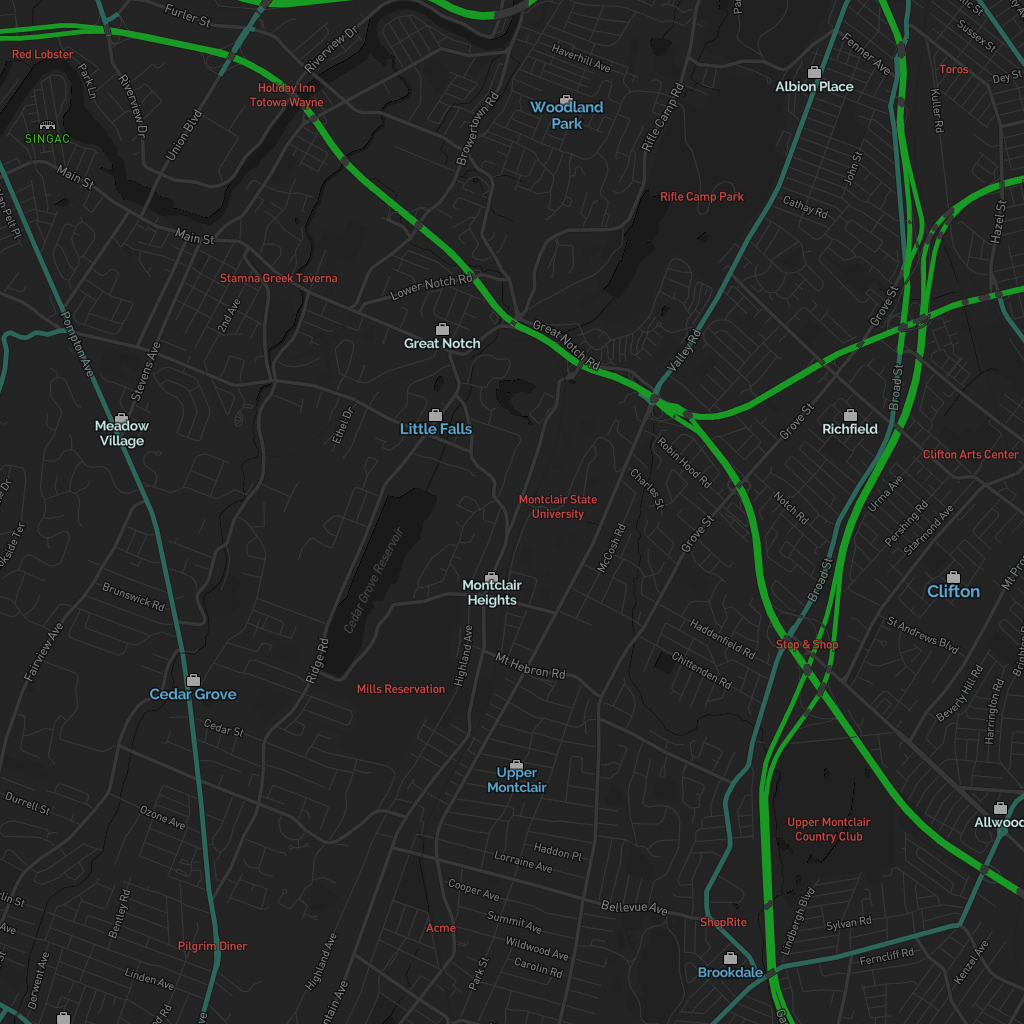 Furler St
Riverview Dr
Red Lobster
Park Ln
Riverview Dr
Union Blvd
Holiday Inn
Totowa Wayne
SINGAC
Main St
Van Pelt Pl
Main St
Haverhill Ave
Browertown Rd
Woodland
Park
Rifle Camp Rd
Albion Place
Fenner Ave
Sussex St
Toros
Dey St
Kuller Rd
John St
Rifle Camp Park
Cathay Rd
Hazel St
Stamna Greek Taverna
Lower Notch Rd
2nd Ave
Pompton Ave
Stevens Ave
Great Notch
Great Notch Rd
Valley Rd
Grove St
Broad St
Meadow
Village
Ethel Dr
Little Falls
Grove St
Richfield
Clifton Arts Center
Robin Hood Rd
Charles St
Notch Rd
Urma Ave
Pershing Rd
Starmond Ave
Montclair State
University
McCosh Rd
Grove St
Cedar Grove Reservoir
Broad St
Clifton
Montclair
Heights
Brunswick Rd
Fairview Ave
Ridge Rd
Highland Ave
Mt Hebron Rd
Haddenfield Rd
Chittenden Rd
Stop & Shop
St Andrews Blvd
Beverly Hill Rd
Harrington Rd
Cedar Grove
Mills Reservation
Cedar St
Upper
Montclair
Durrell St
Ozone Ave
Upper Montclair
Country Club
Allwood
Haddon Pl
Lorraine Ave
Cooper Ave
Bellevue Ave
Summit Ave
Wildwood Ave
Carolin Rd
Acme
ShopRite
Lindbergh Blvd
Sylvan Rd
Ferncliff Rd
Kenzel Ave
Brookdale
Bentley Rd
Pilgrim Diner
Linden Ave
Derwent Ave
Highland Ave
Park St